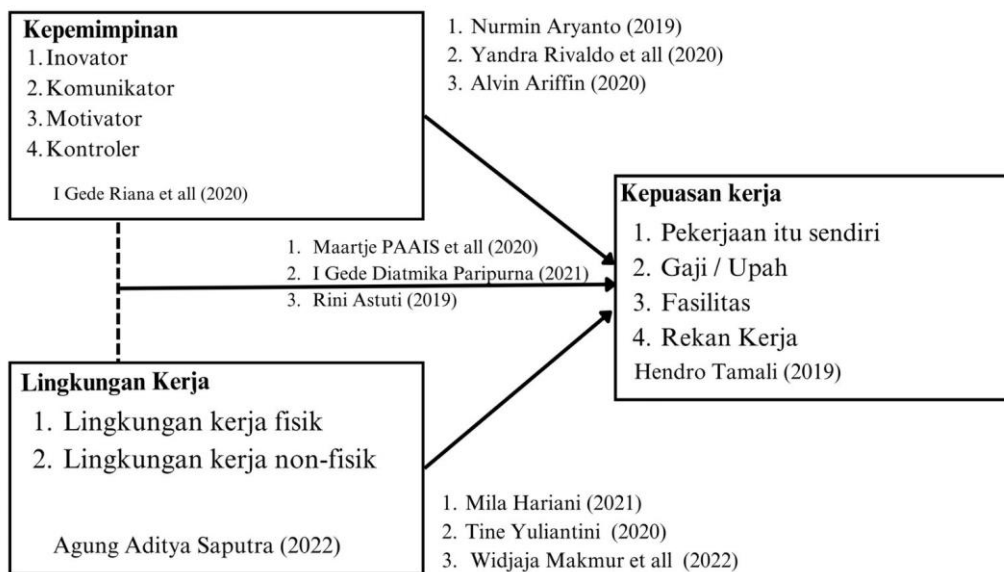 Kepemimpinan
1. Inovator
2. Komunikator
3. Motivator
4. Kontroler
I Gede Riana et all (2020)
1. Nurmin Aryanto (2019)
2. Yandra Rivaldo et all (2020)
3. Alvin Ariffin (2020)
1. Maartje PAAIS et all (2020)
2. I Gede Diatmika Paripurna (2021)
3. Rini Astuti (2019)
Kepuasan kerja
1. Pekerjaan itu sendiri
2. Gaji / Upah
3. Fasilitas
4. Rekan Kerja
Hendro Tamali (2019)
Lingkungan Kerja
1. Lingkungan kerja fisik
2. Lingkungan kerja non-fisik
Agung Aditya Saputra (2022)
1. Mila Hariani (2021)
2. Tine Yuliantini (2020)
3. Widjaja Makmur et all (2022)